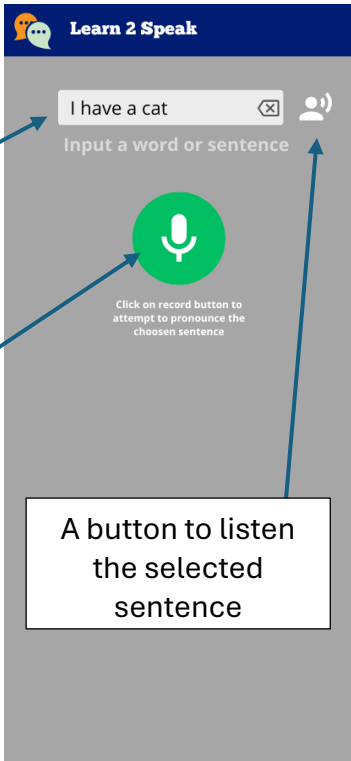 Learn 2 Speak
I have a cat
Input a word or sentence
Click on record button to
attempt to pronounce the
choosen sentence
A button to listen
the selected
sentence